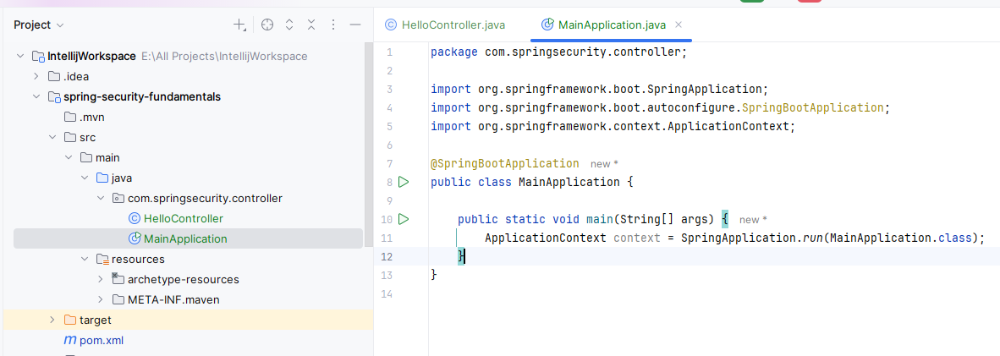 Project
IntellijWorkspace E:\All Projects\IntellijWorkspace
.idea
spring-security-fundamentals
.mvn
src
main
java
com.springsecurity.controller
HelloController
MainApplication
resources
archetype-resources
META-INF.maven
target
pom.xml
HelloController.java
MainApplication.java
1 package com.springsecurity.controller;
2
3 import org.springframework.boot.SpringApplication;
4 import org.springframework.boot.autoconfigure.SpringBootApplication;
5 import org.springframework.context.ApplicationContext;
6
7 @SpringBootApplication new *
8 public class MainApplication {
9
10 public static void main(String[] args) { new *
11 ApplicationContext context = SpringApplication.run(MainApplication.class);
12 }
13 }
14